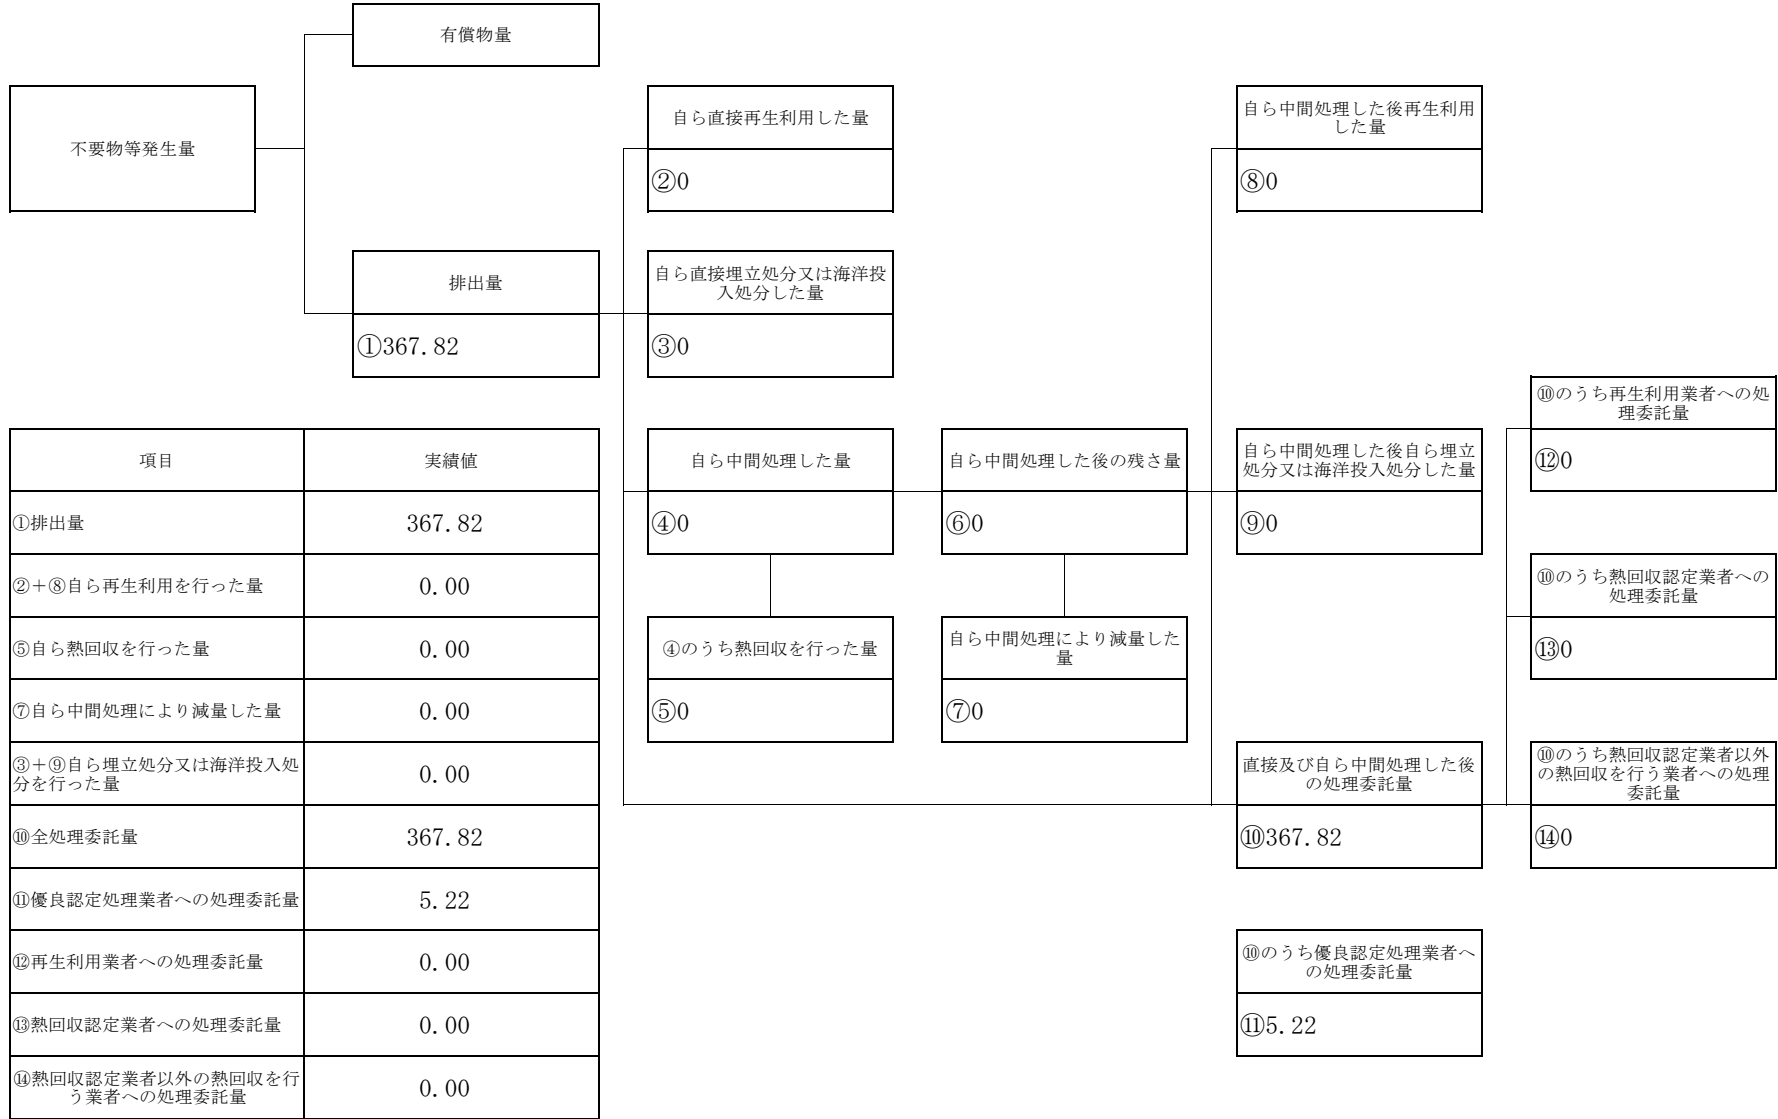 有償物量
不要物等発生量
排出量
①367.82
自ら直接再生利用した量
②0
自ら直接埋立処分又は海洋投
入処分した量
③0
自ら中間処理した量
④0
④のうち熱回収を行った量
⑤0
自ら中間処理した後の残さ量
⑥0
自ら中間処理により減量した
量
⑦0
自ら中間処理した後再生利用
した量
⑧0
自ら中間処理した後自ら埋立
処分又は海洋投入処分した量
⑨0
直接及び自ら中間処理した後
の処理委託量
⑩367.82
⑩のうち優良認定処理業者へ
の処理委託量
⑪5.22
⑩のうち再生利用業者への処
理委託量
⑫0
⑩のうち熱回収認定業者への
処理委託量
⑬0
⑩のうち熱回収認定業者以外
の熱回収を行う業者への処理
委託量
⑭0
項目 実績値
①排出量 367.82
②+⑧自ら再生利用を行った量 0.00
⑤自ら熱回収を行った量 0.00
⑦自ら中間処理により減量した量 0.00
③+⑨自ら埋立処分又は海洋投入処
分を行った量 0.00
⑩全処理委託量 367.82
⑪優良認定処理業者への処理委託量 5.22
⑫再生利用業者への処理委託量 0.00
⑬熱回収認定業者への処理委託量 0.00
⑭熱回収認定業者以外の熱回収を行
う業者への処理委託量 0.00